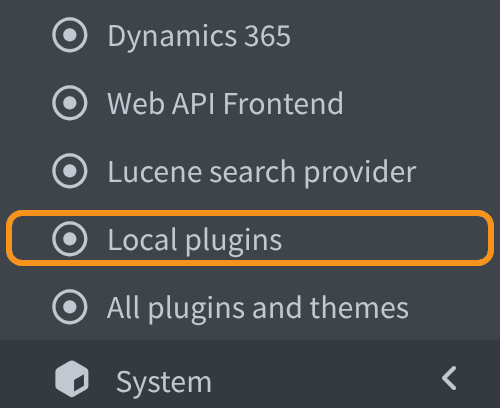 Dynamics 365
Web API Frontend
Lucene search provider
Local plugins
All plugins and themes
System